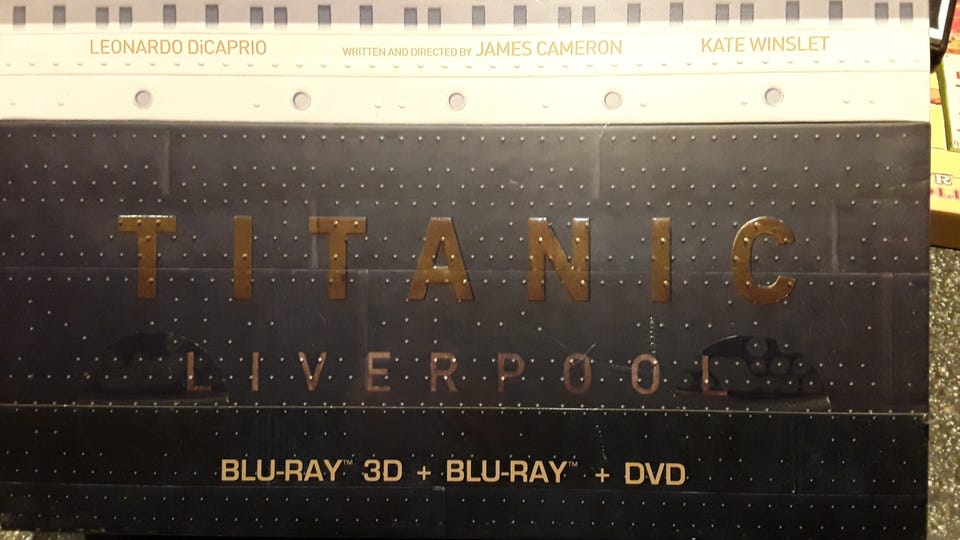 LEONARDO DiCAPRIO WRITTEN AND DIRECTED BY JAMES CAMERON KATE WINSLET
TITANIC
LIVERPOOL
BLU-RAY™ 3D + BLU-RAY™ + DVD